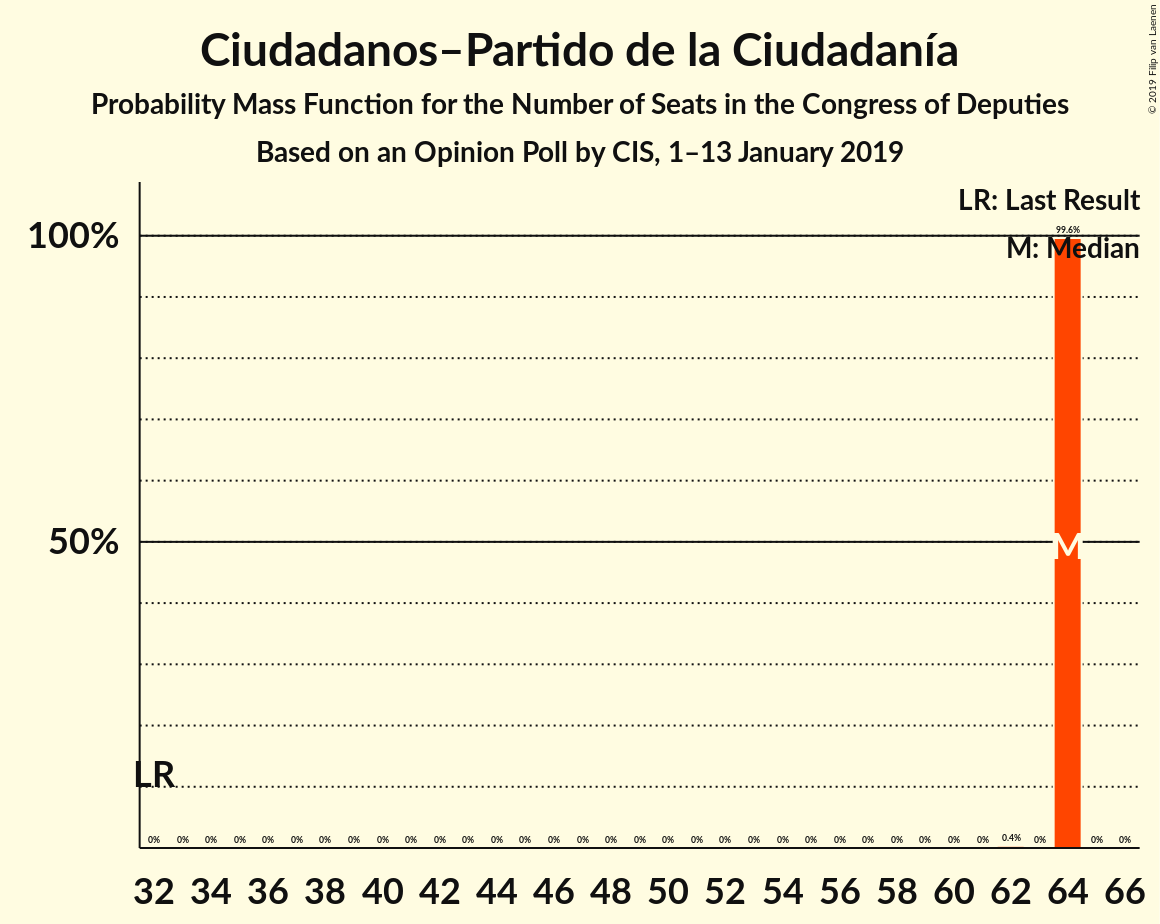 Ciudadanos–Partido de la Ciudadanía
Probability Mass Function for the Number of Seats in the Congress of Deputies
Based on an Opinion Poll by CIS, 1–13 January 2019
© 2019 Filip van Laenen
LR: Last Result
M: Median
100%
99.6%
50%
M
LR
0% 0% 0% 0% 0% 0% 0% 0% 0% 0% 0% 0% 0% 0% 0% 0% 0% 0% 0% 0% 0% 0% 0% 0% 0% 0% 0% 0% 0% 0% 0.4% 0% 0% 0%
32 34 36 38 40 42 44 46 48 50 52 54 56 58 60 62 64 66